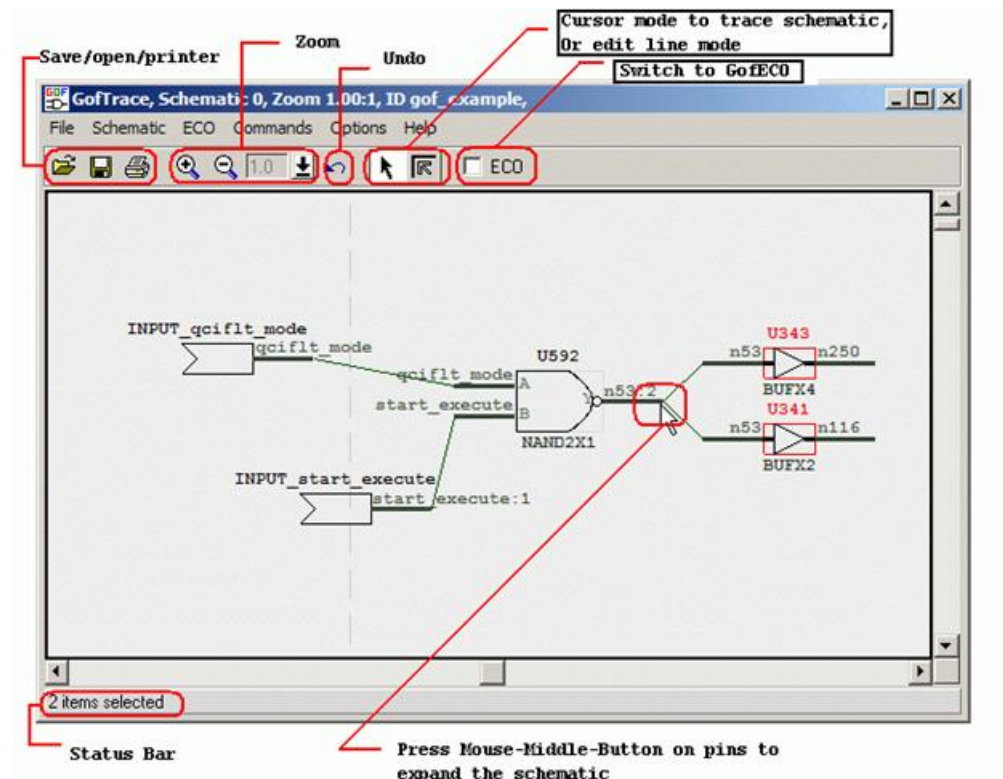 Cursor mode to trace schematic,
Or edit line mode
Zoom
Save/open/printer
Undo
Switch to GofECO
GOF GofTrace, Schematic 0, Zoom 1.00:1, ID gof_example,
File Schematic ECO Commands Options Help
1.0
ECO
INPUT_qciflt_mode
qciflt_mode
U592
U343
qciflt_mode
A
n53:2
Y
n53
n250
start_execute
B
BUFX4
NAND2X1
U341
n53
n116
BUFX2
INPUT_start_execute
start_execute:1
2 items selected
Status Bar
Press Mouse-Middle-Button on pins to
expand the schematic